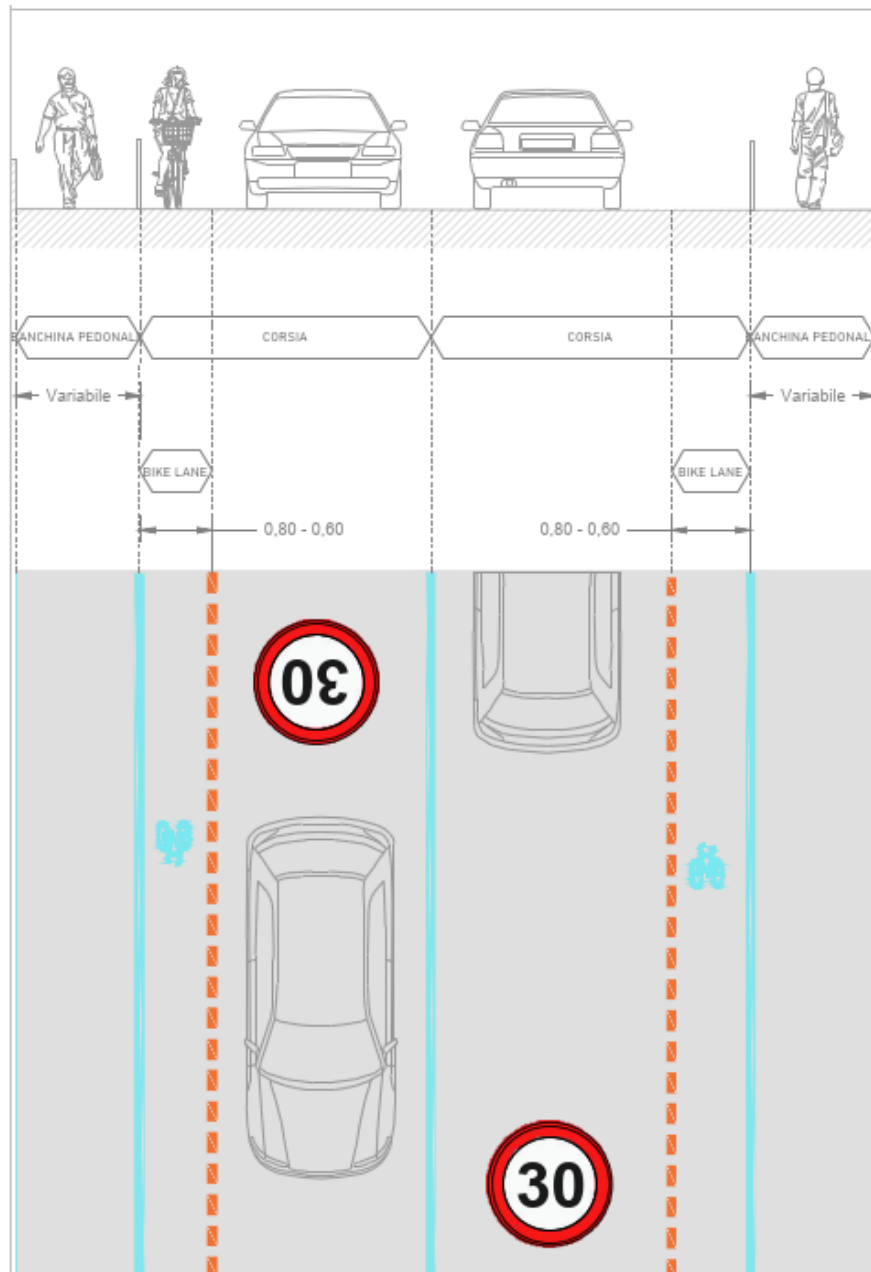 BANCHINA PEDONAL
CORSIA
CORSIA
ANCHINA PEDONAL
Variabile
Variabile
BIKE LANE
BIKE LANE
0,80 - 0,60
0,80 - 0,60
30
30